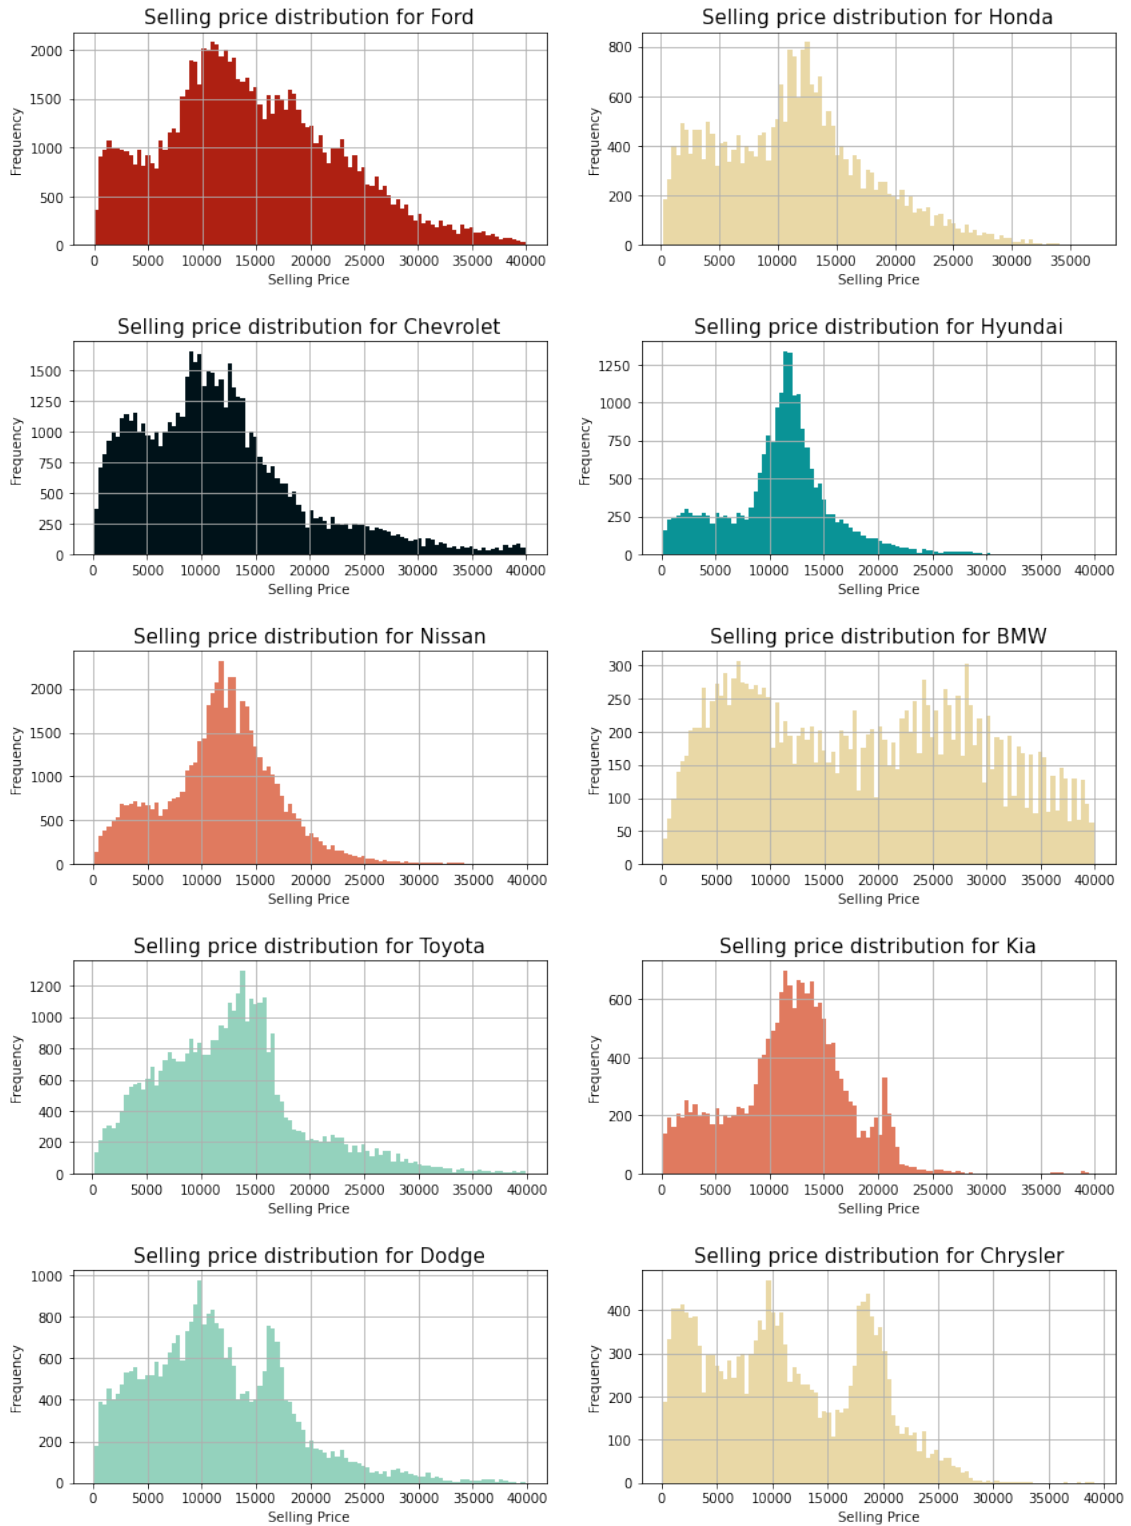 Selling price distribution for Ford
2000
1500
1000
500
0
Frequency
0 5000 10000 15000 20000 25000 30000 35000 40000
Selling Price
Selling price distribution for Honda
800
600
400
200
0
Frequency
0 5000 10000 15000 20000 25000 30000 35000
Selling Price
Selling price distribution for Chevrolet
1500
1250
1000
750
500
250
0
Frequency
0 5000 10000 15000 20000 25000 30000 35000 40000
Selling Price
Selling price distribution for Hyundai
1250
1000
750
500
250
0
Frequency
0 5000 10000 15000 20000 25000 30000 35000 40000
Selling Price
Selling price distribution for Nissan
2000
1500
1000
500
0
Frequency
0 5000 10000 15000 20000 25000 30000 35000 40000
Selling Price
Selling price distribution for BMW
300
250
200
150
100
50
0
Frequency
0 5000 10000 15000 20000 25000 30000 35000 40000
Selling Price
Selling price distribution for Toyota
1200
1000
800
600
400
200
0
Frequency
0 5000 10000 15000 20000 25000 30000 35000 40000
Selling Price
Selling price distribution for Kia
600
400
200
0
Frequency
0 5000 10000 15000 20000 25000 30000 35000 40000
Selling Price
Selling price distribution for Dodge
1000
800
600
400
200
0
Frequency
0 5000 10000 15000 20000 25000 30000 35000 40000
Selling Price
Selling price distribution for Chrysler
400
300
200
100
0
Frequency
0 5000 10000 15000 20000 25000 30000 35000 40000
Selling Price